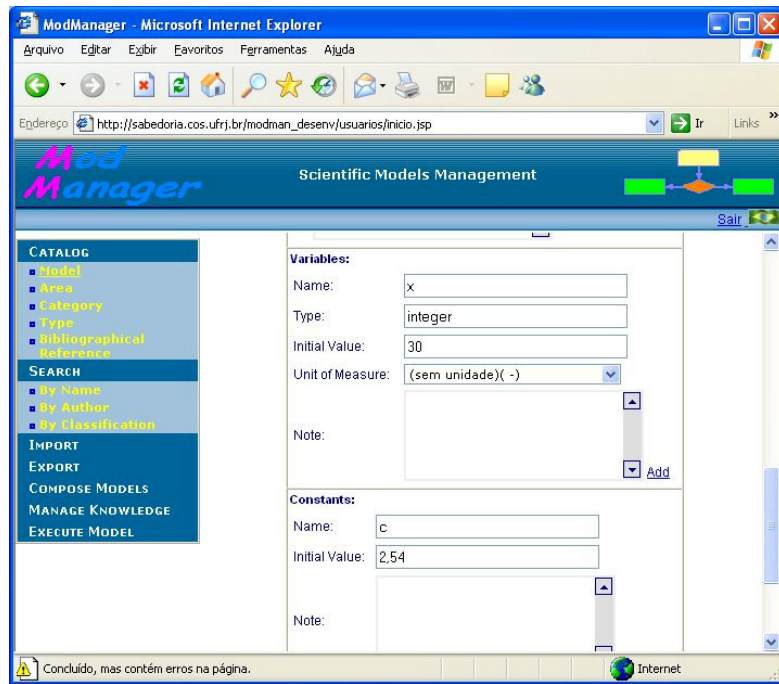 ModManager - Microsoft Internet Explorer
Arquivo Editar Exibir Favoritos Ferramentas Ajuda
Endereço http://sabedoria.cos.ufrj.br/modman_desenv/usuarios/inicio.jsp Ir Links »
Mod
Manager
Scientific Models Management
Sair
CATALOG
Model
Area
Category
Type
Bibliographical
Reference
SEARCH
By Name
By Author
By Classification
IMPORT
EXPORT
COMPOSE MODELS
MANAGE KNOWLEDGE
EXECUTE MODEL
Variables:
Name: x
Type: integer
Initial Value: 30
Unit of Measure: (sem unidade)( -)
Note:
Add
Constants:
Name: c
Initial Value: 2,54
Note:
Concluído, mas contém erros na página. Internet